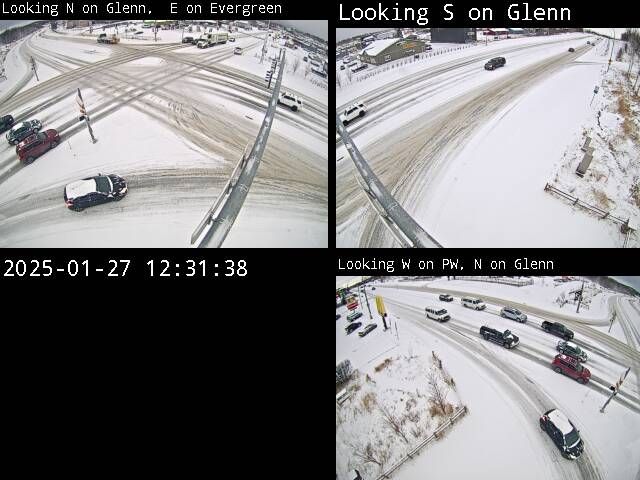 Looking N on Glenn, E on Evergreen
Looking S on Glenn
2025-01-27 12:31:38
Looking W on PW, N on Glenn